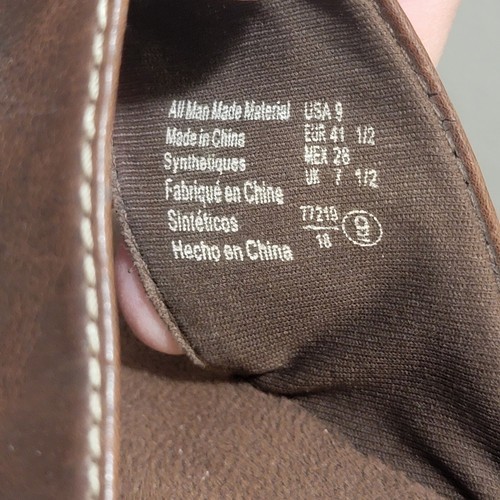 All Man Made Material
Made in China
Synthetiques
Fabriqué en Chine
Sintéticos
Hecho en China
USA 9
EUR 41 1/2
MEX 26
UK 7 1/2
77219
18
9